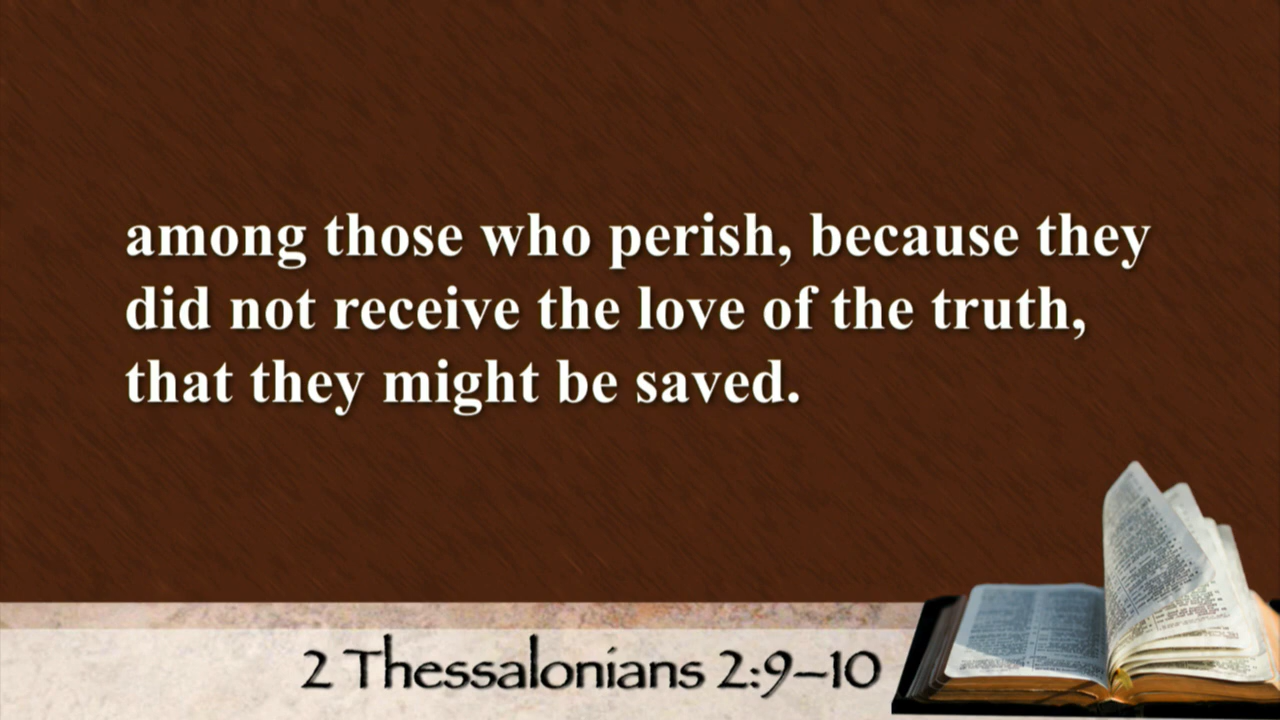 among those who perish, because they
did not receive the love of the truth,
that they might be saved.
2 Thessalonians 2:9–10